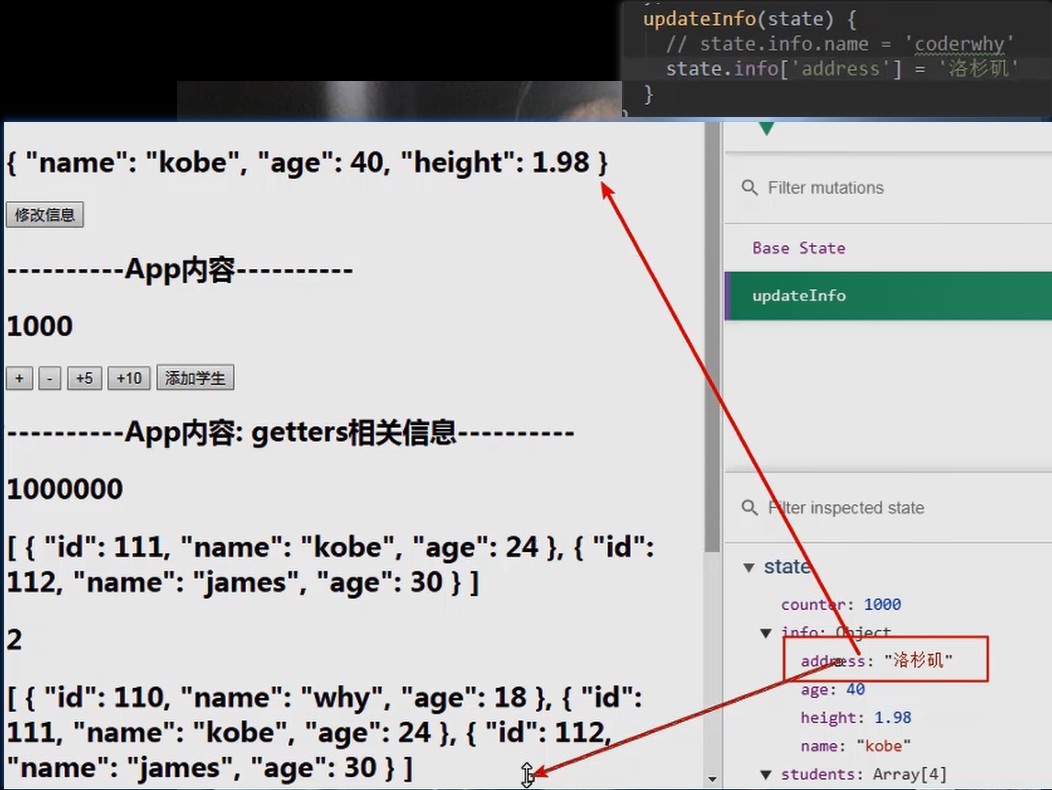 updateInfo(state) {
// state.info.name = 'coderwhy'
state.info['address'] = '洛杉矶'
}
{ "name": "kobe", "age": 40, "height": 1.98 }
修改信息
----------App内容----------
1000
+ - +5 +10 添加学生
----------App内容: getters相关信息----------
1000000
[ { "id": 111, "name": "kobe", "age": 24 }, { "id":
112, "name": "james", "age": 30 } ]
2
[ { "id": 110, "name": "why", "age": 18 }, { "id":
111, "name": "kobe", "age": 24 }, { "id": 112,
"name": "james", "age": 30 } ]
Filter mutations
Base State
updateInfo
Filter inspected state
state
counter: 1000
info: Object
address: "洛杉矶"
age: 40
height: 1.98
name: "kobe"
students: Array[4]